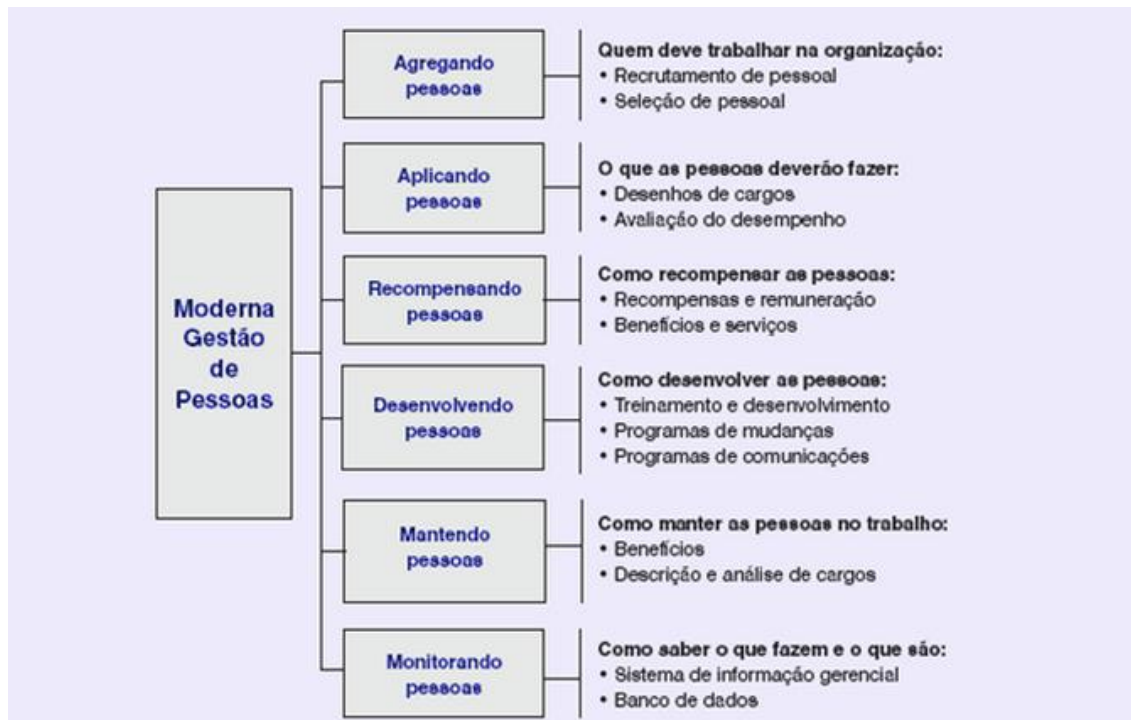 Moderna
Gestão
de
Pessoas
Agregando
pessoas
Quem deve trabalhar na organização:
• Recrutamento de pessoal
• Seleção de pessoal
Aplicando
pessoas
O que as pessoas deverão fazer:
• Desenhos de cargos
• Avaliação do desempenho
Recompensando
pessoas
Como recompensar as pessoas:
• Recompensas e remuneração
• Benefícios e serviços
Desenvolvendo
pessoas
Como desenvolver as pessoas:
• Treinamento e desenvolvimento
• Programas de mudanças
• Programas de comunicações
Mantendo
pessoas
Como manter as pessoas no trabalho:
• Benefícios
• Descrição e análise de cargos
Monitorando
pessoas
Como saber o que fazem e o que são:
• Sistema de informação gerencial
• Banco de dados